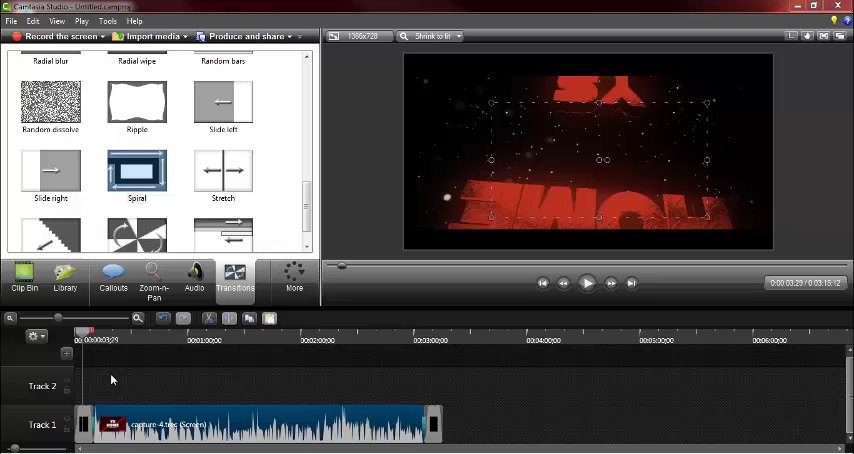 Camtasia Studio - Untitled.camproj
File Edit View Play Tools Help
Record the screen Import media Produce and share »
1366x728 Shrink to fit
Radial blur Radial wipe Random bars
Random dissolve Ripple Slide left
Slide right Spiral Stretch
Clip Bin Library Callouts Zoom-n-Pan Audio Transitions More
0:00:03;29 / 0:03:15;12
00:00:03;29 00:01:00;00 00:02:00;00 00:03:00;00 00:04:00;00 00:05:00;00 00:06:00;00
Track 2
Track 1 capture-4.trec (Screen)